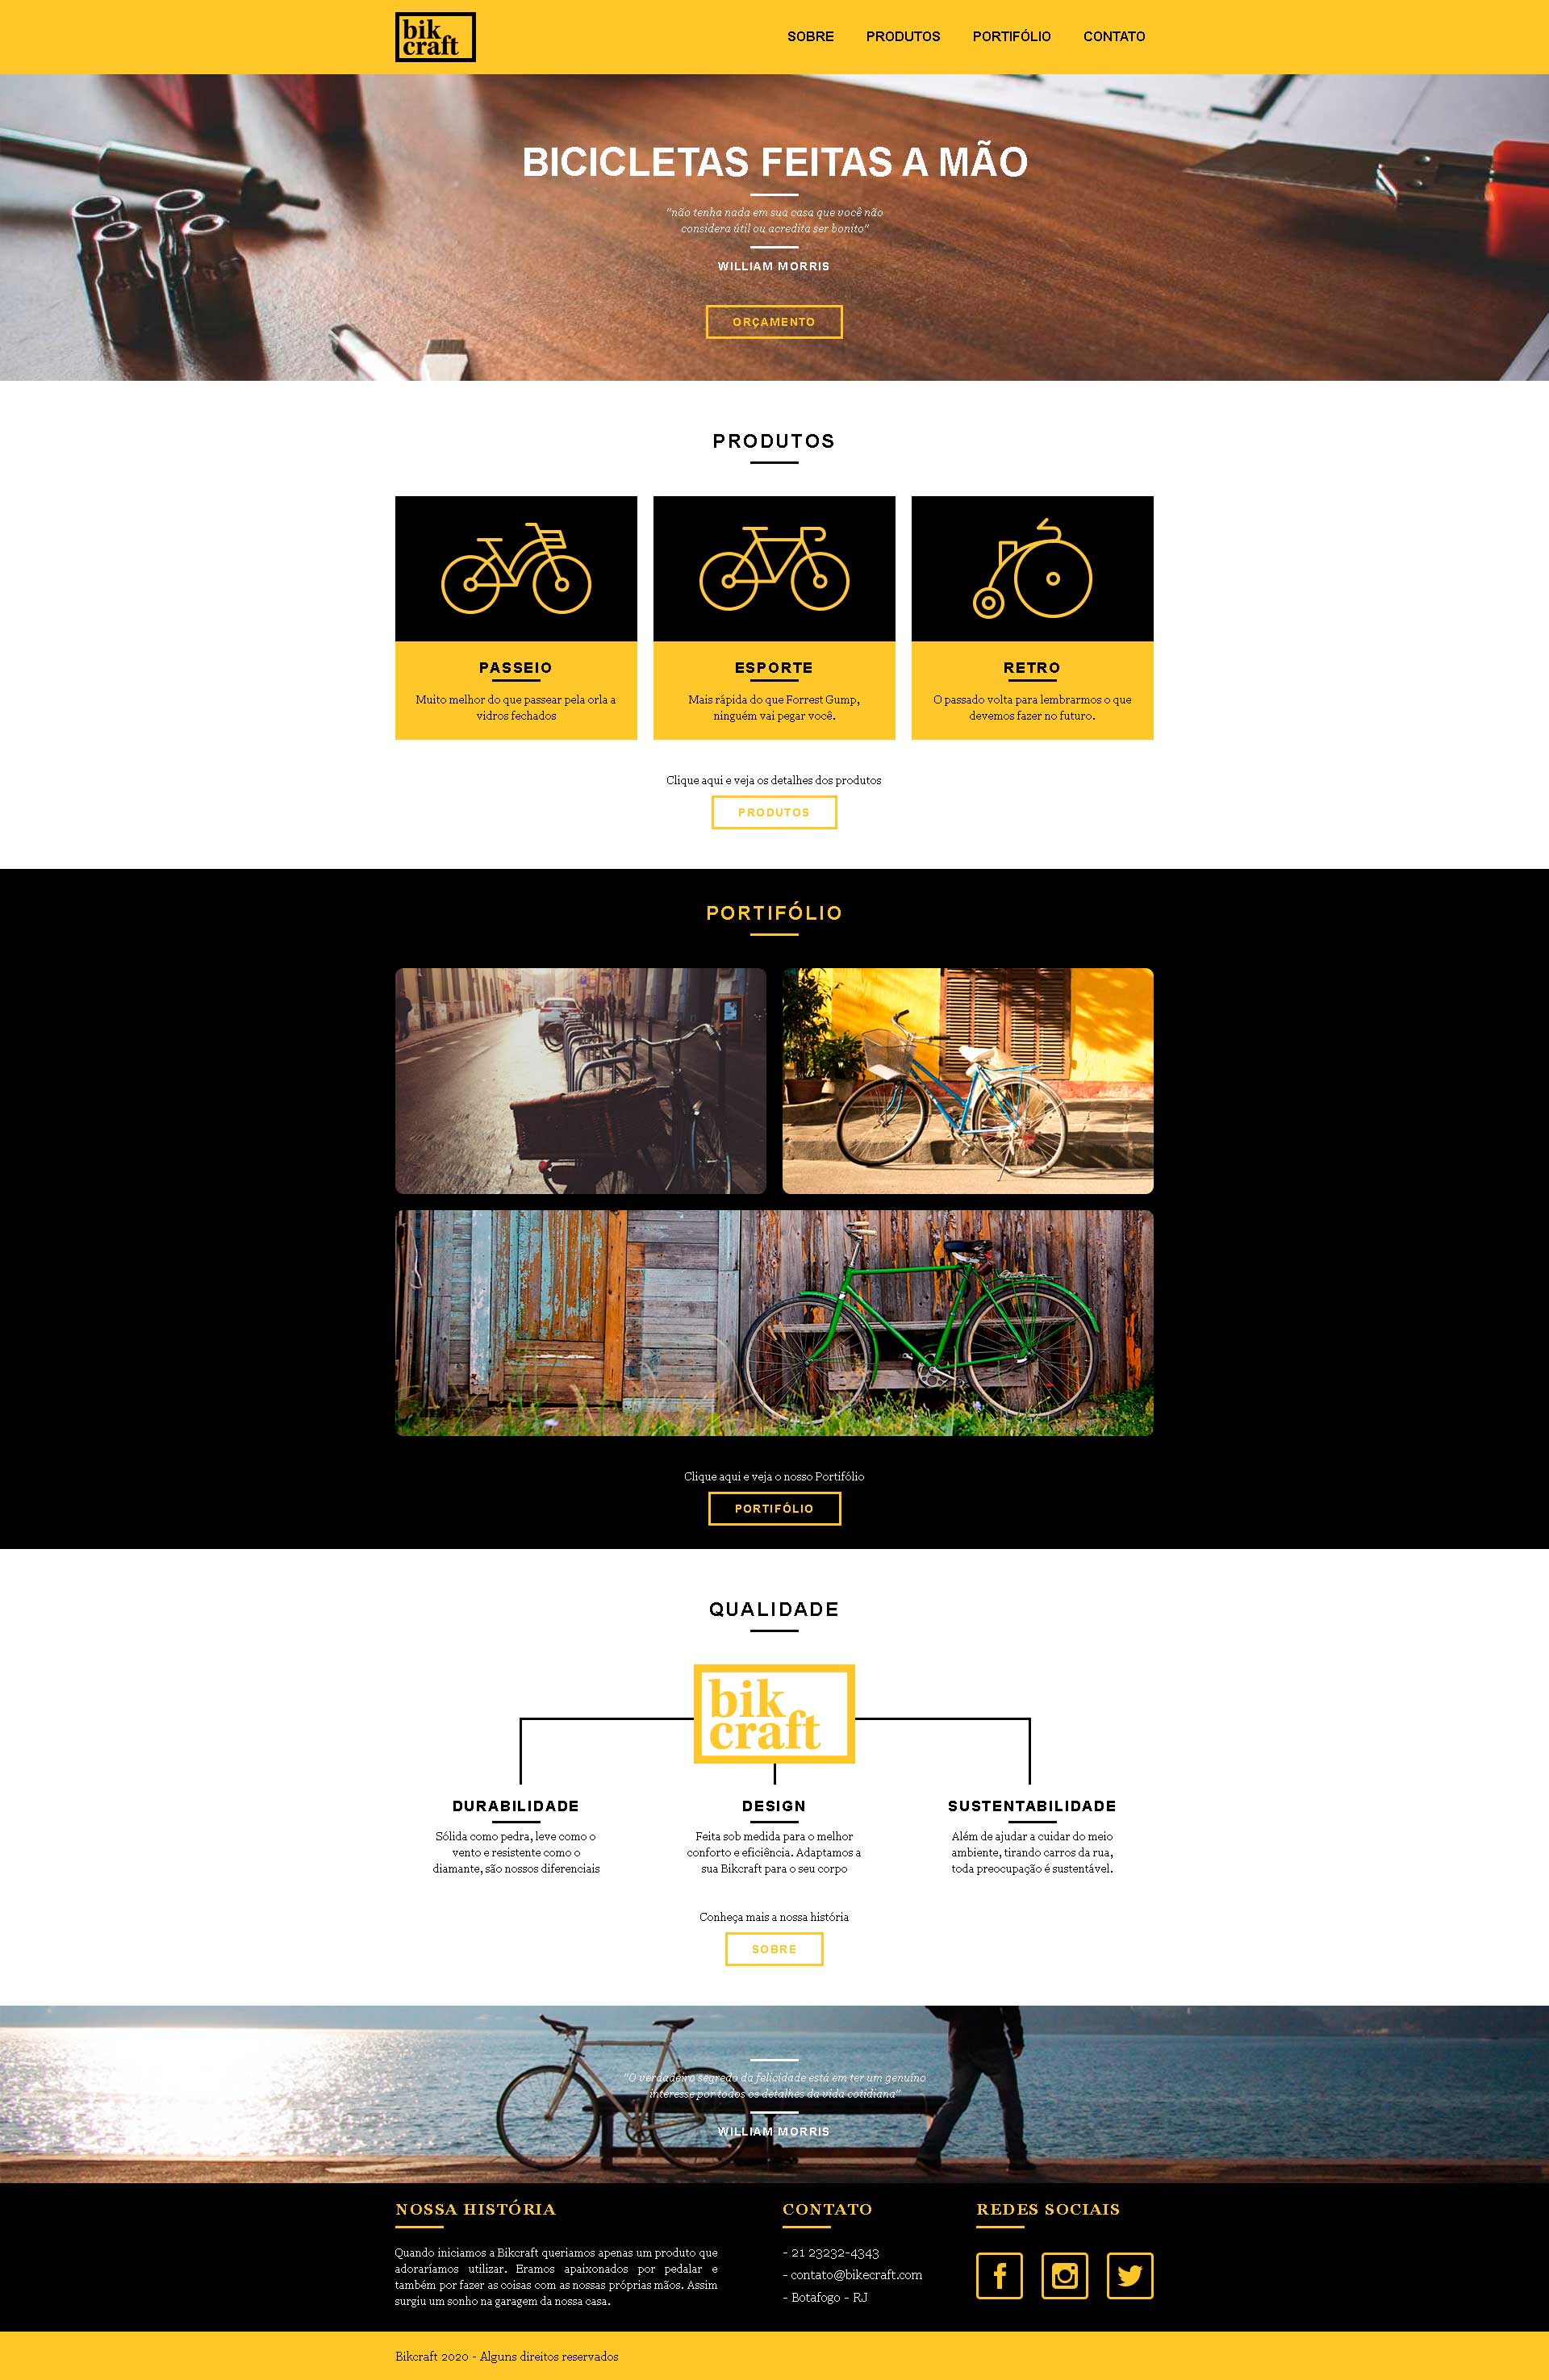 bik
craft
SOBRE PRODUTOS PORTIFÓLIO CONTATO
BICICLETAS FEITAS A MÃO
"não tenha nada em sua casa que você não
considera útil ou acredita ser bonito"
WILLIAM MORRIS
ORÇAMENTO
PRODUTOS
PASSEIO
Muito melhor do que passear pela orla a
vidros fechados
ESPORTE
Mais rápida do que Forrest Gump,
ninguém vai pegar você.
RETRO
O passado volta para lembrarmos o que
devemos fazer no futuro.
Clique aqui e veja os detalhes dos produtos
PRODUTOS
PORTIFÓLIO
Clique aqui e veja o nosso Portifólio
PORTIFÓLIO
QUALIDADE
bik
craft
DURABILIDADE
Sólida como pedra, leve como o
vento e resistente como o
diamante, são nossos diferenciais
DESIGN
Feita sob medida para o melhor
conforto e eficiência. Adaptamos a
sua Bikcraft para o seu corpo
SUSTENTABILIDADE
Além de ajudar a cuidar do meio
ambiente, tirando carros da rua,
toda preocupação é sustentável.
Conheça mais a nossa história
SOBRE
"O verdadeiro segredo da felicidade está em ter um genuíno
interesse por todos os detalhes da vida cotidiana"
WILLIAM MORRIS
NOSSA HISTÓRIA
Quando iniciamos a Bikcraft queriamos apenas um produto que
adoraríamos utilizar. Eramos apaixonados por pedalar e
também por fazer as coisas com as nossas próprias mãos. Assim
surgiu um sonho na garagem da nossa casa.
CONTATO
- 21 23232-4343
- contato@bikecraft.com
- Botafogo - RJ
REDES SOCIAIS
Bikcraft 2020 - Alguns direitos reservados